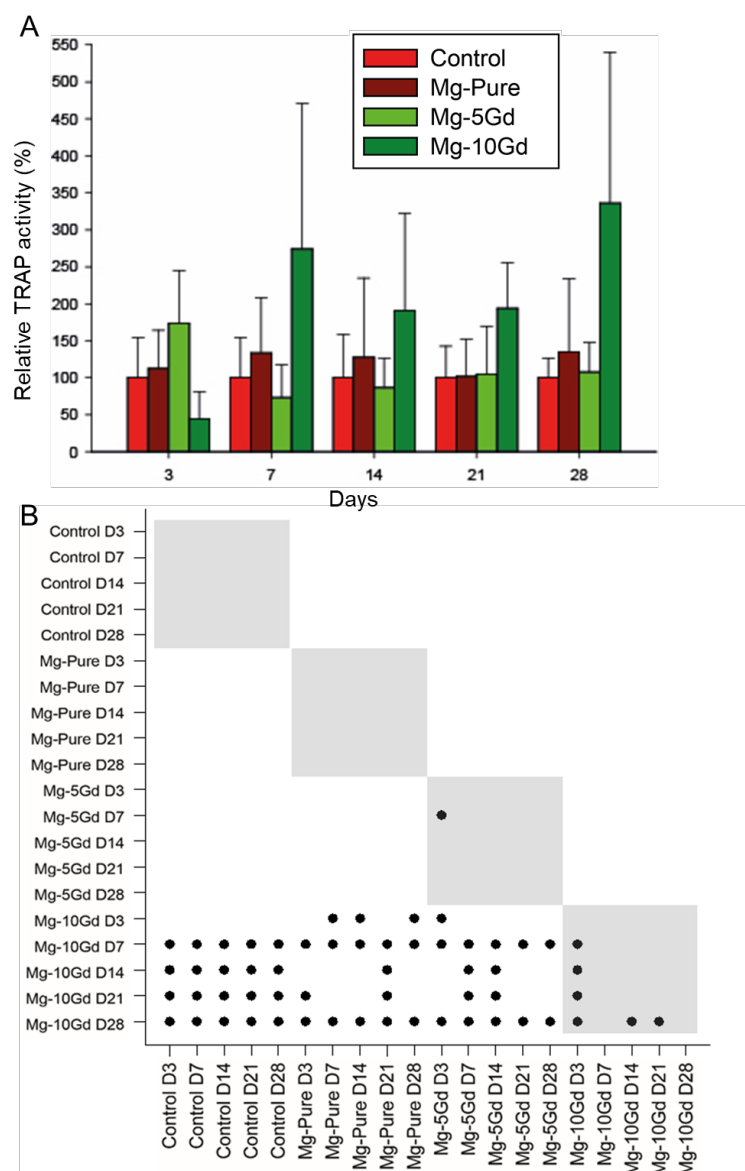 A
550
500
450
400
350
300
250
200
150
100
50
0
Relative TRAP activity (%)
Control
Mg-Pure
Mg-5Gd
Mg-10Gd
3 7 14 21 28
Days
B
Control D3
Control D7
Control D14
Control D21
Control D28
Mg-Pure D3
Mg-Pure D7
Mg-Pure D14
Mg-Pure D21
Mg-Pure D28
Mg-5Gd D3
Mg-5Gd D7
Mg-5Gd D14
Mg-5Gd D21
Mg-5Gd D28
Mg-10Gd D3
Mg-10Gd D7
Mg-10Gd D14
Mg-10Gd D21
Mg-10Gd D28
Control D3
Control D7
Control D14
Control D21
Control D28
Mg-Pure D3
Mg-Pure D7
Mg-Pure D14
Mg-Pure D21
Mg-Pure D28
Mg-5Gd D3
Mg-5Gd D7
Mg-5Gd D14
Mg-5Gd D21
Mg-5Gd D28
Mg-10Gd D3
Mg-10Gd D7
Mg-10Gd D14
Mg-10Gd D21
Mg-10Gd D28